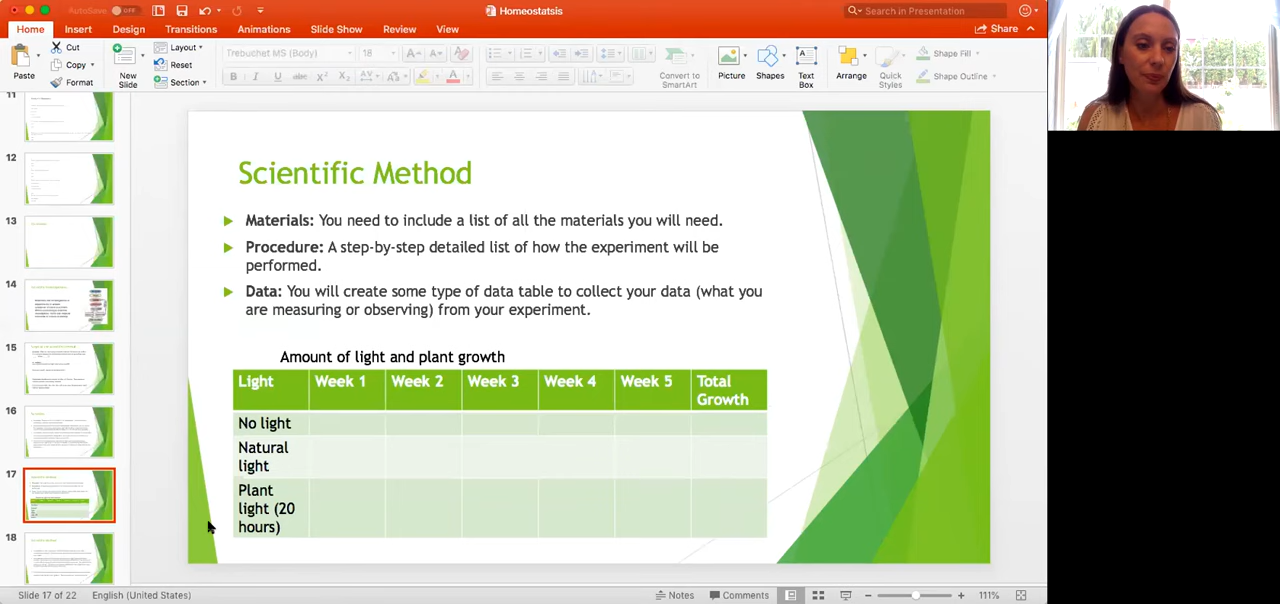 AutoSave OFF Homeostatsis Search in Presentation
Home Insert Design Transitions Animations Slide Show Review View Share
Paste Cut Copy Format New Slide Layout Reset Section Trebuchet MS (Body) 18 Convert to SmartArt Picture Shapes Text Box Arrange Quick Styles Shape Fill Shape Outline
11
12
13
14
15
16
17
18
Scientific Method
Materials: You need to include a list of all the materials you will need.
Procedure: A step-by-step detailed list of how the experiment will be
performed.
Data: You will create some type of data table to collect your data (what you
are measuring or observing) from your experiment.
Amount of light and plant growth
Light Week 1 Week 2 Week 3 Week 4 Week 5 Total
Growth
No light
Natural
light
Plant
light (20
hours)
Slide 17 of 22 English (United States) Notes Comments 111%